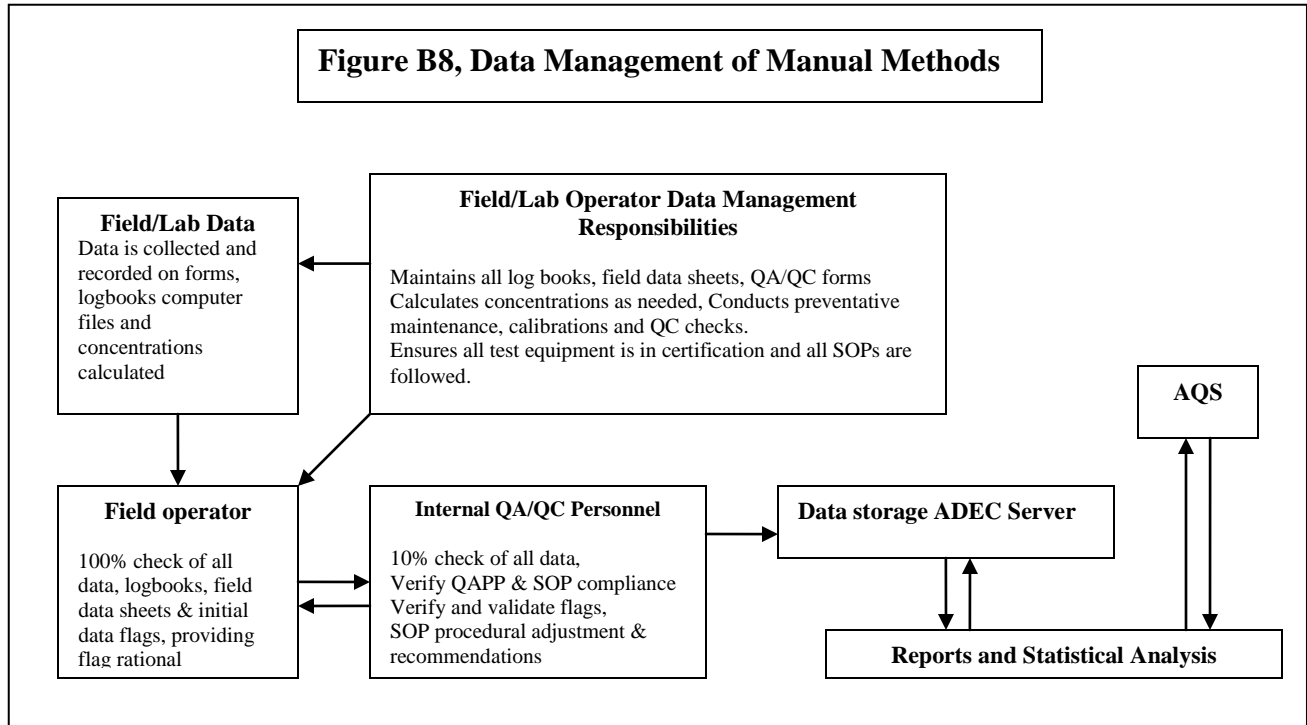 Figure B8, Data Management of Manual Methods
Field/Lab Data
Data is collected and
recorded on forms,
logbooks computer
files and
concentrations
calculated
Field/Lab Operator Data Management
Responsibilities
Maintains all log books, field data sheets, QA/QC forms
Calculates concentrations as needed, Conducts preventative
maintenance, calibrations and QC checks.
Ensures all test equipment is in certification and all SOPs are
followed.
AQS
Field operator
100% check of all
data, logbooks, field
data sheets & initial
data flags, providing
flag rational
Internal QA/QC Personnel
10% check of all data,
Verify QAPP & SOP compliance
Verify and validate flags,
SOP procedural adjustment &
recommendations
Data storage ADEC Server
Reports and Statistical Analysis